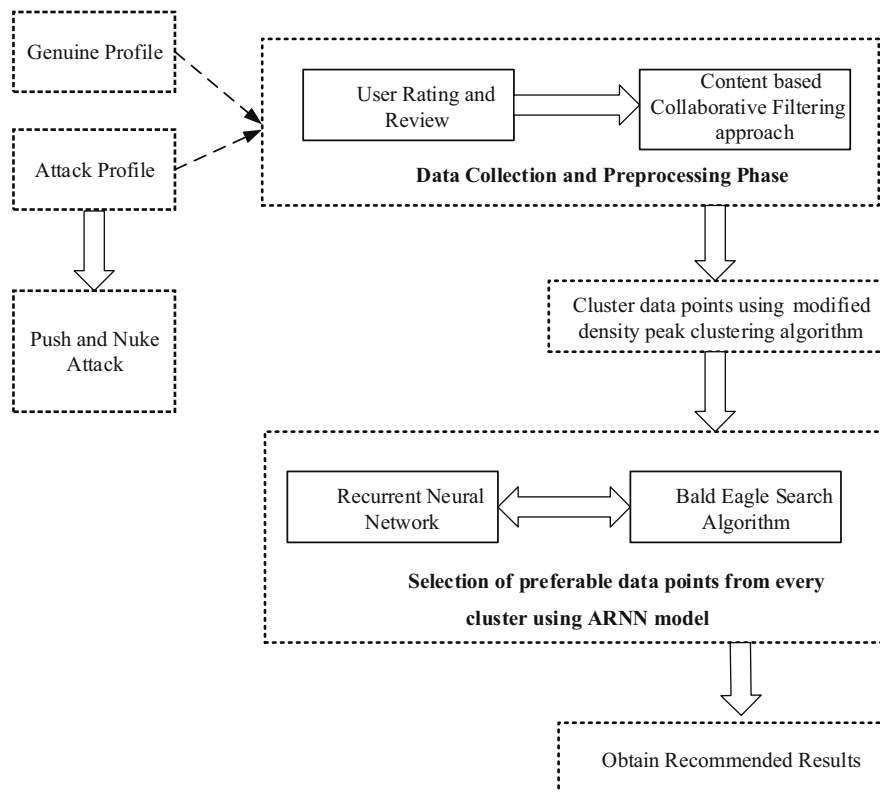 Genuine Profile
Attack Profile
Push and Nuke
Attack
User Rating and
Review
Content based
Collaborative Filtering
approach
Data Collection and Preprocessing Phase
Cluster data points using modified
density peak clustering algorithm
Recurrent Neural
Network
Bald Eagle Search
Algorithm
Selection of preferable data points from every
cluster using ARNN model
Obtain Recommended Results